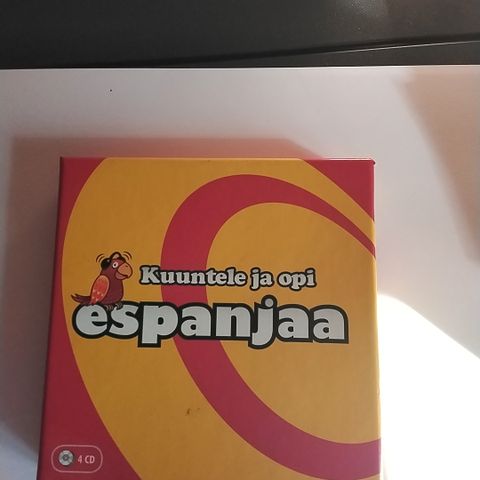 Kuuntele ja opi
espanjaa
4 CD